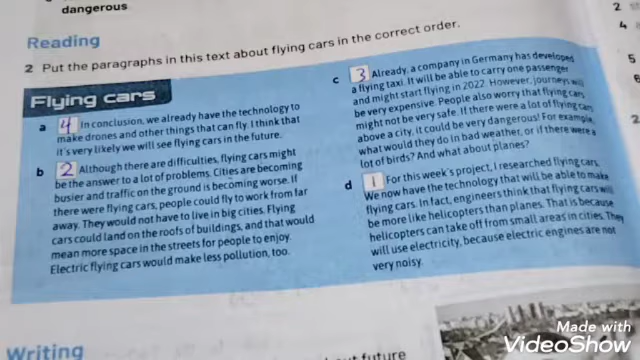 dangerous
Reading
2 Put the paragraphs in this text about flying cars in the correct order.
Flying cars
a 4 In conclusion, we already have the technology to
make drones and other things that can fly. I think that
it's very likely we will see flying cars in the future.
b 2 Although there are difficulties, flying cars might
be the answer to a lot of problems. Cities are becoming
busier and traffic on the ground is becoming worse. If
there were flying cars, people could fly to work from far
away. They would not have to live in big cities. Flying
cars could land on the roofs of buildings, and that would
mean more space in the streets for people to enjoy.
Electric flying cars would make less pollution, too.
c 3 Already, a company in Germany has developed
a flying taxi. It will be able to carry one passenger
and might start flying in 2022. However, journeys will
be very expensive. People also worry that flying cars
might not be very safe. If there were a lot of flying cars
above a city, it could be very dangerous! For example,
what would they do in bad weather, or if there were a
lot of birds? And what about planes?
d 1 For this week's project, I researched flying cars.
We now have the technology that will be able to make
flying cars. In fact, engineers think that flying cars will
be more like helicopters than planes. That is because
helicopters can take off from small areas in cities. They
will use electricity, because electric engines are not
very noisy.
2
4
5
6
2
Writing
future
Made with
VideoShow